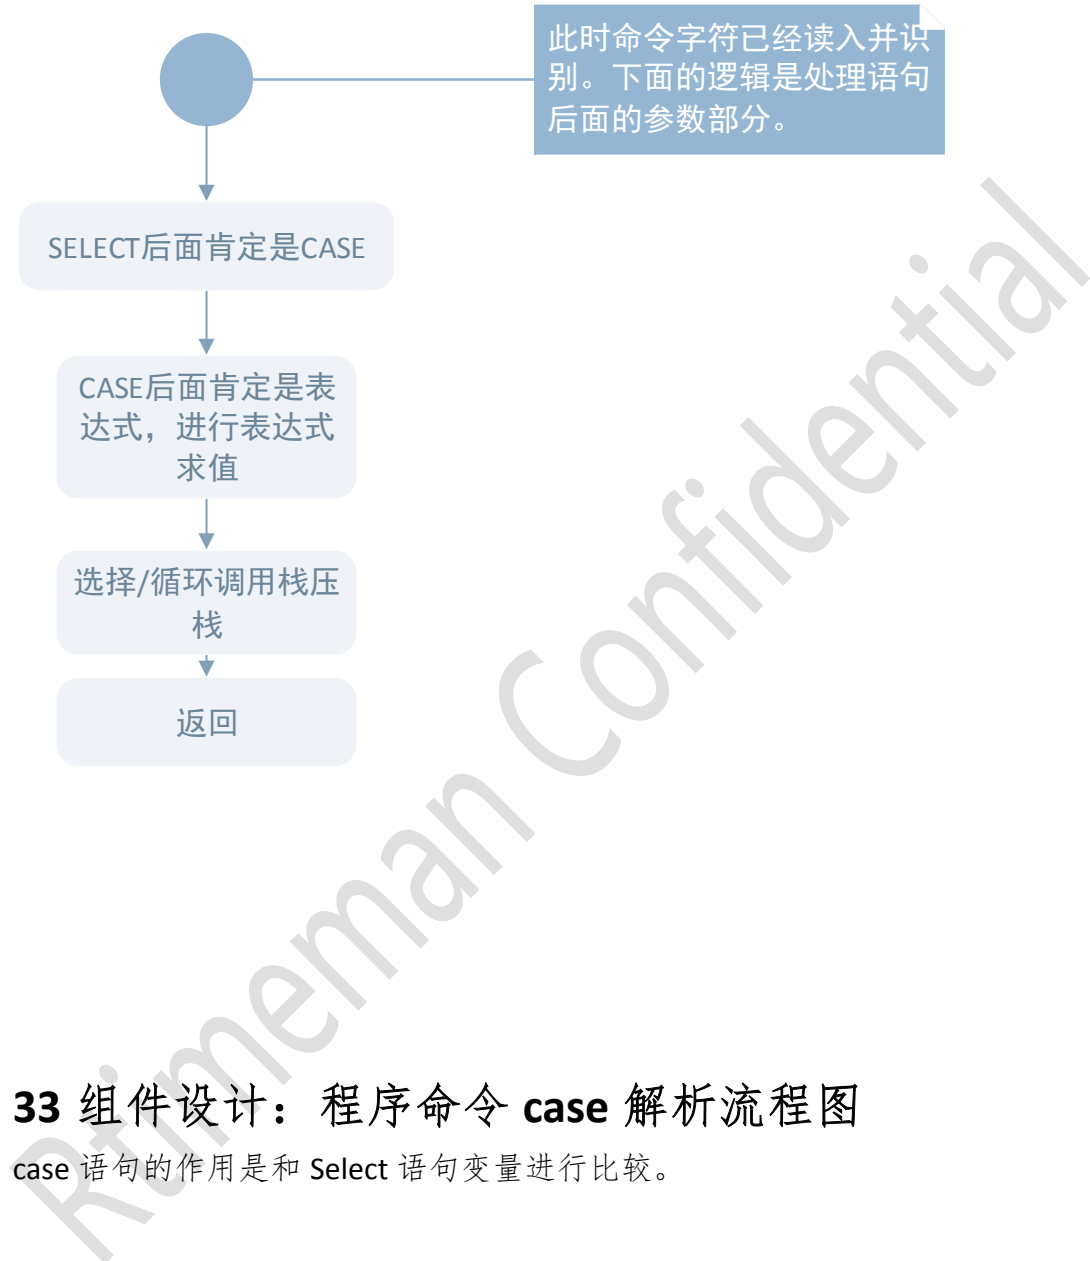 此时命令字符已经读入并识
别。下面的逻辑是处理语句
后面的参数部分。
SELECT后面肯定是CASE
CASE后面肯定是表
达式，进行表达式
求值
选择/循环调用栈压
栈
返回
Rtimeman Confidential
33 组件设计：程序命令 case 解析流程图
case 语句的作用是和 Select 语句变量进行比较。